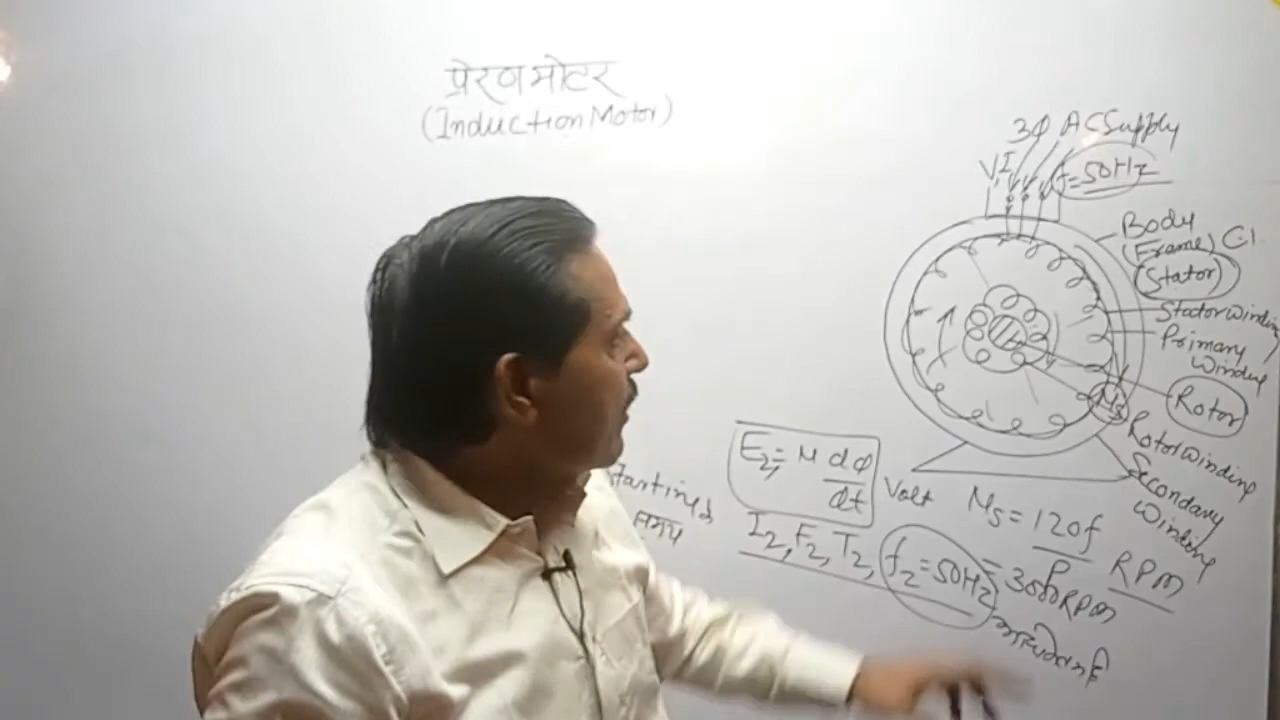 प्रेरण मोटर
(Induction Motor)
3Φ AC Supply
V, I
f=50Hz
Body
(Frame) C.I
(Stator)
Stator winding
Primary
winding
Rotor
Ns
Rotor winding
Secondary
winding
Starting के
समय
E2 = N dΦ/dt Volt
I2, F2, T2, f2=50Hz
Ns = 120f/P RPM
= 3000 RPM